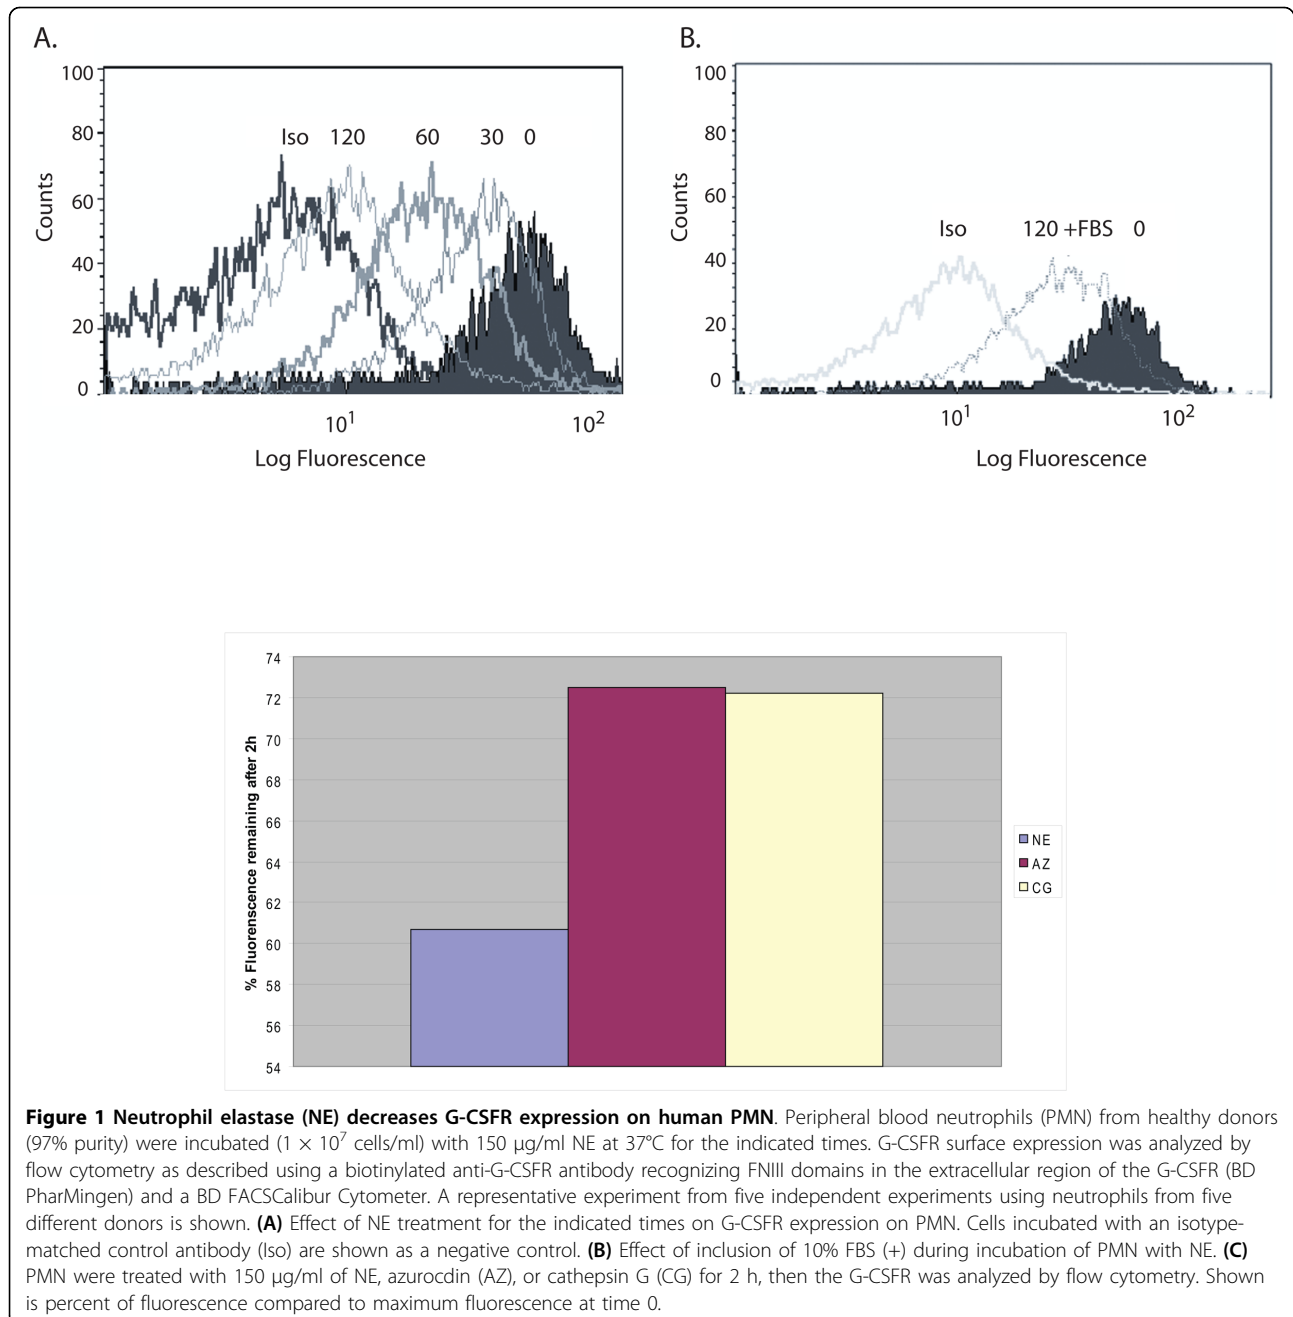 A.
100
80
60
40
20
0
Counts
Iso 120 60 30 0
10¹ 10²
Log Fluorescence
B.
100
80
60
40
20
0
Counts
Iso 120 +FBS 0
10¹ 10²
Log Fluorescence
74
72
70
68
66
64
62
60
58
56
54
% Fluorenscence remaining after 2h
NE
AZ
CG
Figure 1 Neutrophil elastase (NE) decreases G-CSFR expression on human PMN. Peripheral blood neutrophils (PMN) from healthy donors
(97% purity) were incubated (1 × 10⁷ cells/ml) with 150 μg/ml NE at 37°C for the indicated times. G-CSFR surface expression was analyzed by
flow cytometry as described using a biotinylated anti-G-CSFR antibody recognizing FNIII domains in the extracellular region of the G-CSFR (BD
PharMingen) and a BD FACSCalibur Cytometer. A representative experiment from five independent experiments using neutrophils from five
different donors is shown. (A) Effect of NE treatment for the indicated times on G-CSFR expression on PMN. Cells incubated with an isotype-
matched control antibody (Iso) are shown as a negative control. (B) Effect of inclusion of 10% FBS (+) during incubation of PMN with NE. (C)
PMN were treated with 150 μg/ml of NE, azurocdin (AZ), or cathepsin G (CG) for 2 h, then the G-CSFR was analyzed by flow cytometry. Shown
is percent of fluorescence compared to maximum fluorescence at time 0.